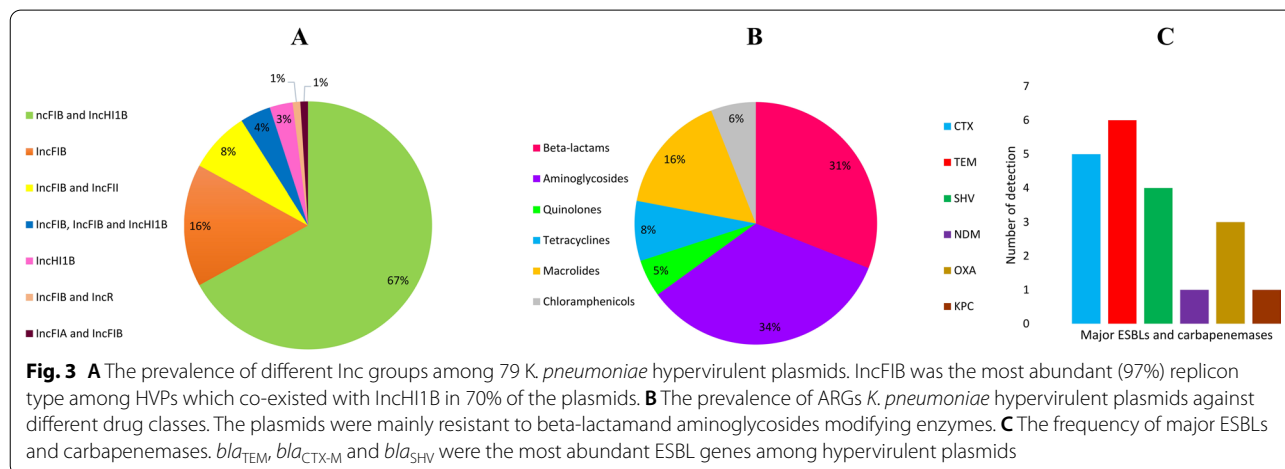 A
ncFIB and IncHI1B
IncFIB
IncFIB and IncFII
IncFIB, IncFIB and IncHI1B
IncHI1B
IncFIB and IncR
IncFIA and IncFIB
1%
1%
3%
4%
8%
16%
67%
B
Beta-lactams
Aminoglycosides
Quinolones
Tetracyclines
Macrolides
Chloramphenicols
6%
31%
16%
8%
5%
34%
C
CTX
TEM
SHV
NDM
OXA
KPC
Number of detection
7
6
5
4
3
2
1
0
Major ESBLs and carbapenemases
Fig. 3 A The prevalence of different Inc groups among 79 K. pneumoniae hypervirulent plasmids. IncFIB was the most abundant (97%) replicon
type among HVPs which co-existed with IncHI1B in 70% of the plasmids. B The prevalence of ARGs K. pneumoniae hypervirulent plasmids against
different drug classes. The plasmids were mainly resistant to beta-lactamand aminoglycosides modifying enzymes. C The frequency of major ESBLs
and carbapenemases. blaTEM, blaCTX-M and blaSHV were the most abundant ESBL genes among hypervirulent plasmids